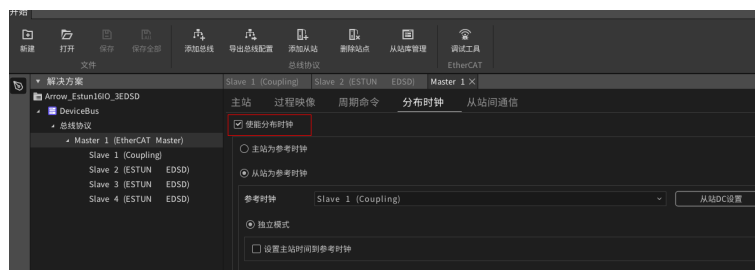 开始
新建 打开 保存 保存全部 添加总线 导出总线配置 添加从站 删除站点 从站库管理 调试工具
文件 总线协议 EtherCAT
解决方案 Slave 1 (Coupling) Slave 2 (ESTUN EDSD) Master 1
Arrow_Estun16IO_3EDSD
主站 过程映像 周期命令 分布时钟 从站间通信
DeviceBus
总线协议
使能分布时钟
Master 1 (EtherCAT Master)
Slave 1 (Coupling)
主站为参考时钟
Slave 2 (ESTUN EDSD)
Slave 3 (ESTUN EDSD)
从站为参考时钟
Slave 4 (ESTUN EDSD)
参考时钟 Slave 1 (Coupling) 从站DC设置
独立模式
设置主站时间到参考时钟